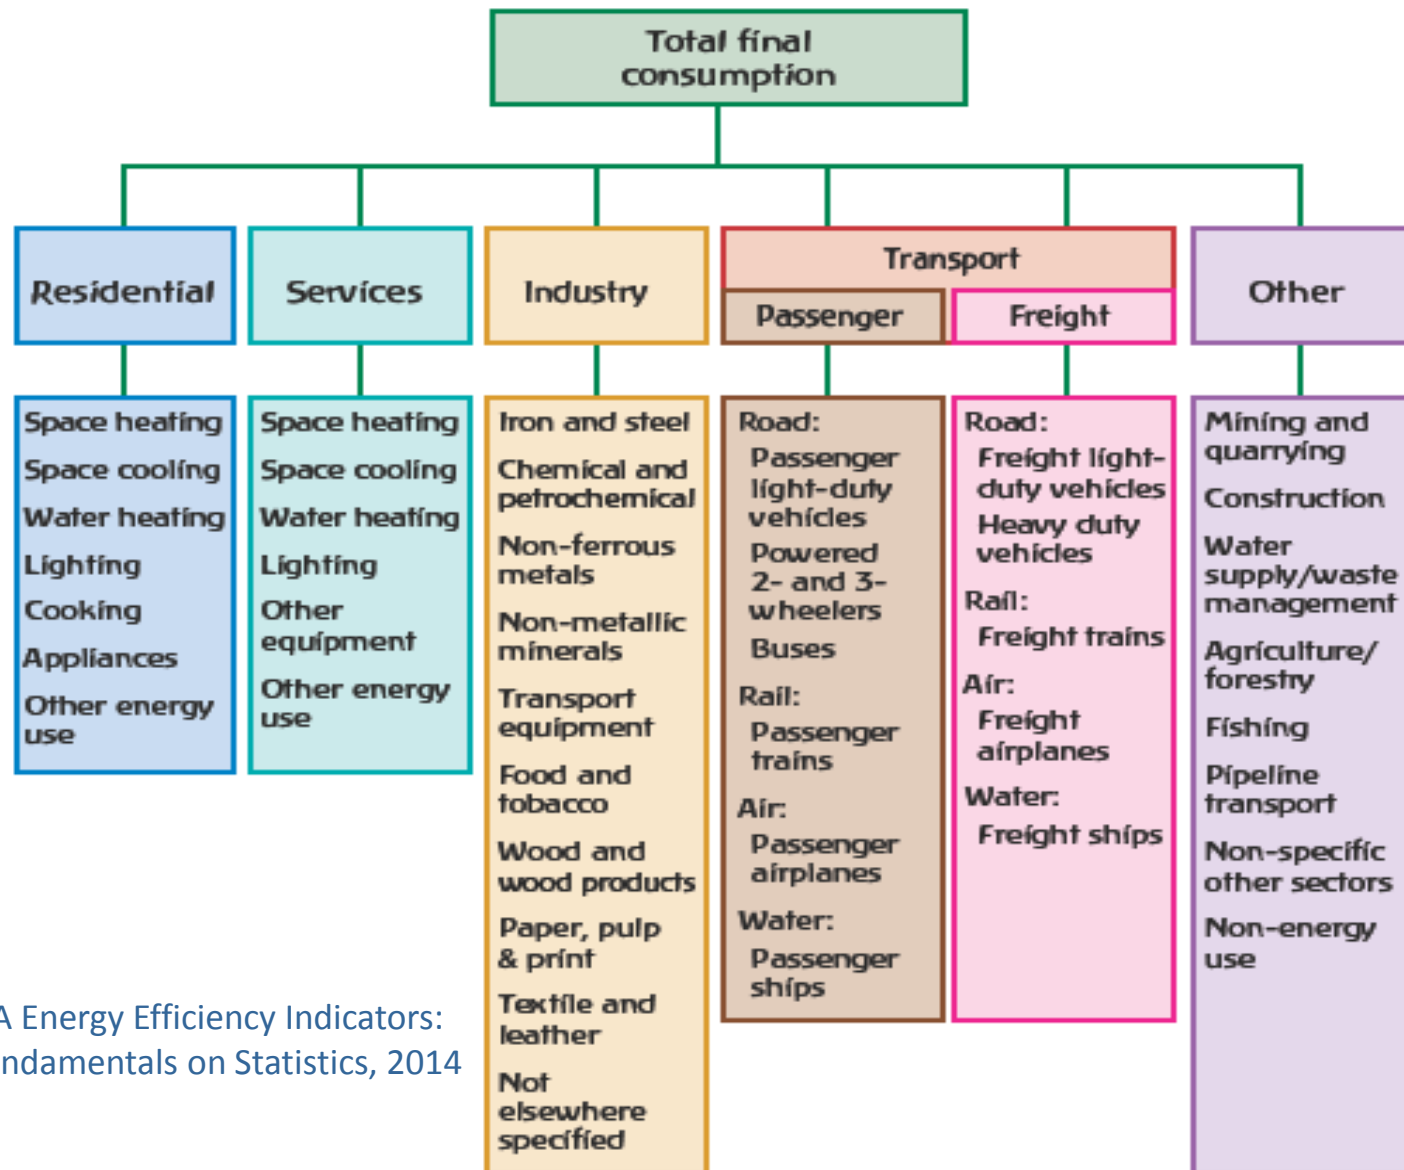 Total final
consumption
Residential
Services
Industry
Transport
Passenger
Freight
Other
Space heating
Space cooling
Water heating
Lighting
Cooking
Appliances
Other energy
use
Space heating
Space cooling
Water heating
Lighting
Other
equipment
Other energy
use
Iron and steel
Chemical and
petrochemical
Non-ferrous
metals
Non-metallic
minerals
Transport
equipment
Food and
tobacco
Wood and
wood products
Paper, pulp
& print
Textile and
leather
Not
elsewhere
specified
Road:
Passenger
light-duty
vehicles
Powered
2- and 3-
wheelers
Buses
Rail:
Passenger
trains
Air:
Passenger
airplanes
Water:
Passenger
ships
Road:
Freight light-
duty vehicles
Heavy duty
vehicles
Rail:
Freight trains
Air:
Freight
airplanes
Water:
Freight ships
Mining and
quarrying
Construction
Water
supply/waste
management
Agriculture/
forestry
Fishing
Pipeline
transport
Non-specific
other sectors
Non-energy
use
A Energy Efficiency Indicators:
ndamentals on Statistics, 2014